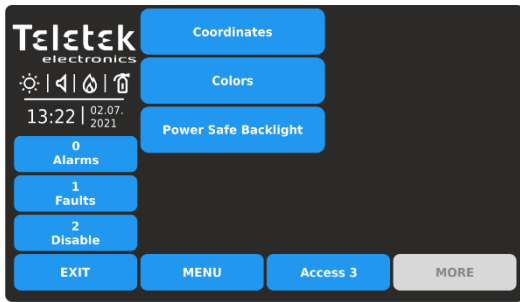 Teletek
electronics
13:22 02.07.
2021
0
Alarms
1
Faults
2
Disable
Coordinates
Colors
Power Safe Backlight
EXIT
MENU
Access 3
MORE